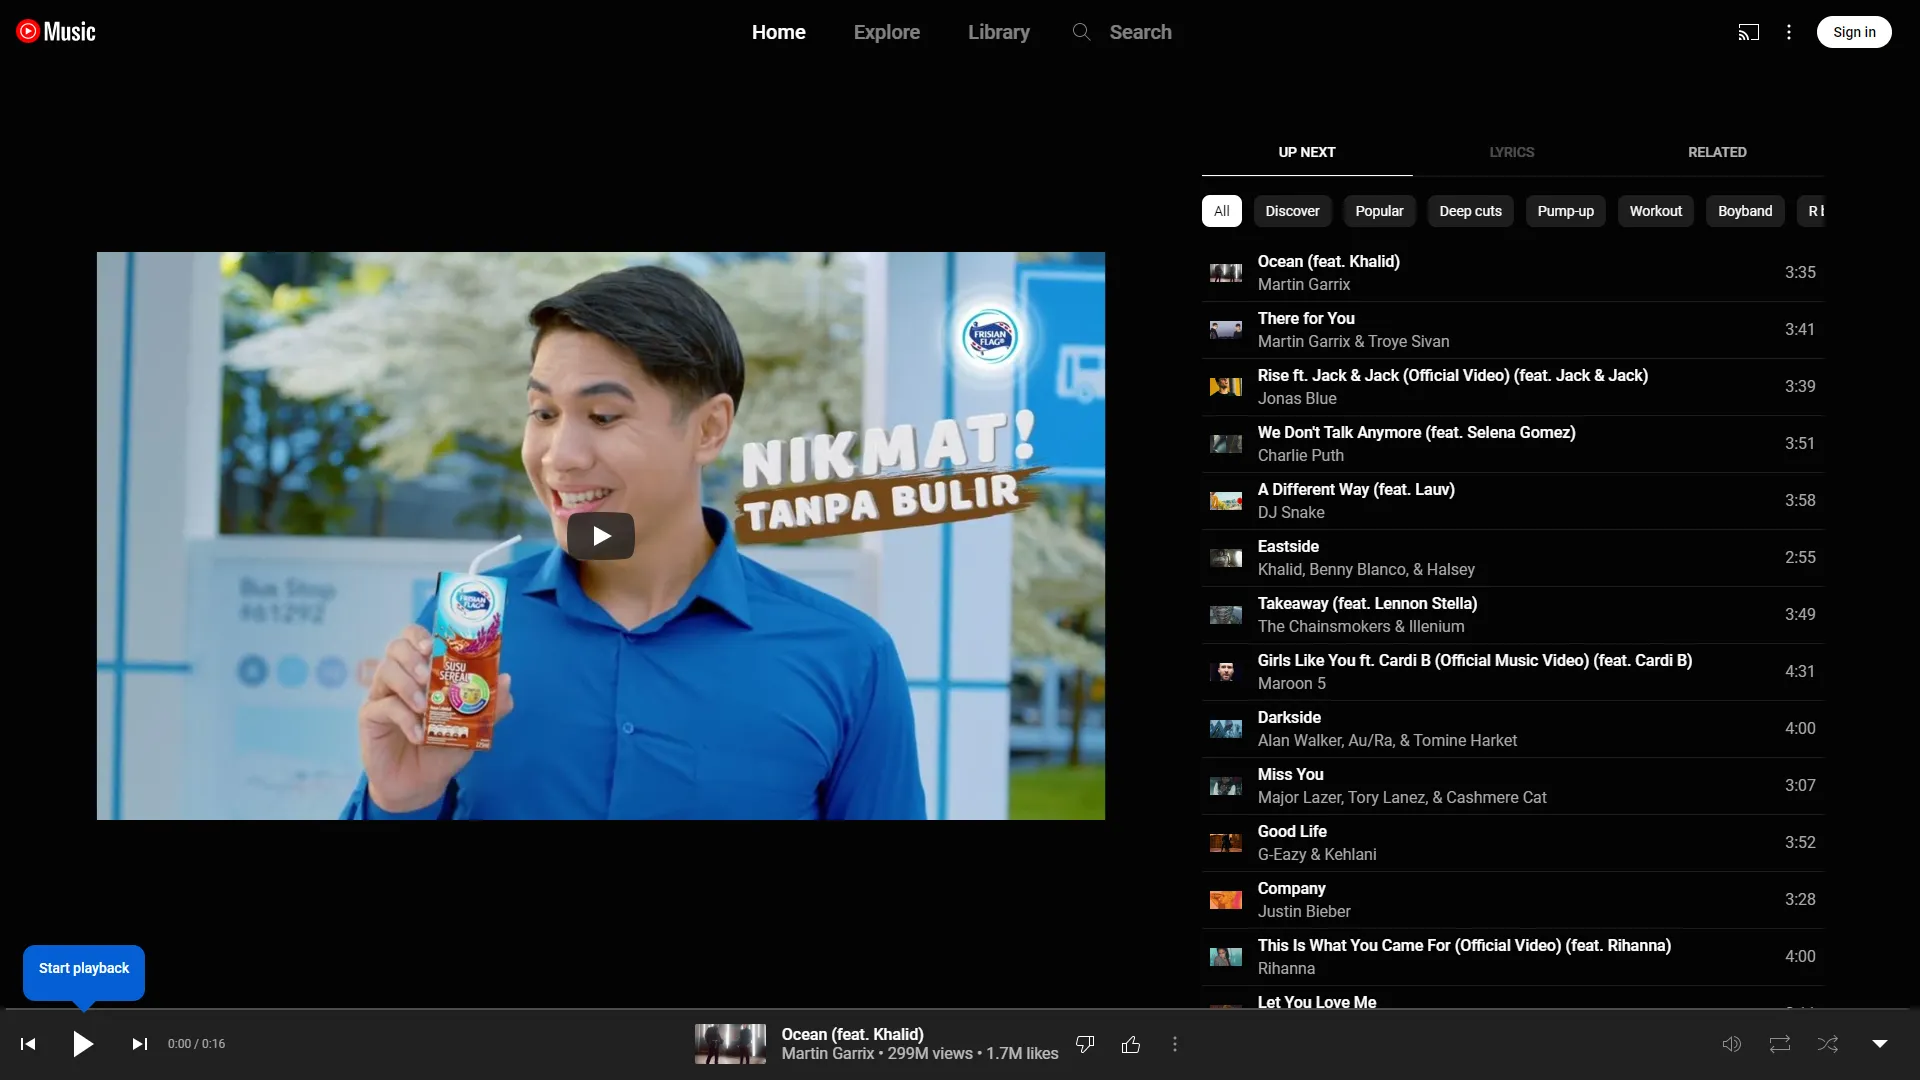 Music
Home
Explore
Library
Search
Sign in
UP NEXT
LYRICS
RELATED
All
Discover
Popular
Deep cuts
Pump-up
Workout
Boyband
Ocean (feat. Khalid)
Martin Garrix
3:35
There for You
Martin Garrix & Troye Sivan
3:41
Rise ft. Jack & Jack (Official Video) (feat. Jack & Jack)
Jonas Blue
3:39
We Don't Talk Anymore (feat. Selena Gomez)
Charlie Puth
3:51
A Different Way (feat. Lauv)
DJ Snake
3:58
Eastside
Khalid, Benny Blanco, & Halsey
2:55
Takeaway (feat. Lennon Stella)
The Chainsmokers & Illenium
3:49
Girls Like You ft. Cardi B (Official Music Video) (feat. Cardi B)
Maroon 5
4:31
Darkside
Alan Walker, Au/Ra, & Tomine Harket
4:00
Miss You
Major Lazer, Tory Lanez, & Cashmere Cat
3:07
Good Life
G-Eazy & Kehlani
3:52
Company
Justin Bieber
3:28
This Is What You Came For (Official Video) (feat. Rihanna)
Rihanna
4:00
Let You Love Me
FRISIAN
FLAG®
NIKMAT!
TANPA BULIR
Bus Stop
#61292
FRISIAN
FLAG
SUSU
SEREAL
Start playback
0:00 / 0:16
Ocean (feat. Khalid)
Martin Garrix • 299M views • 1.7M likes